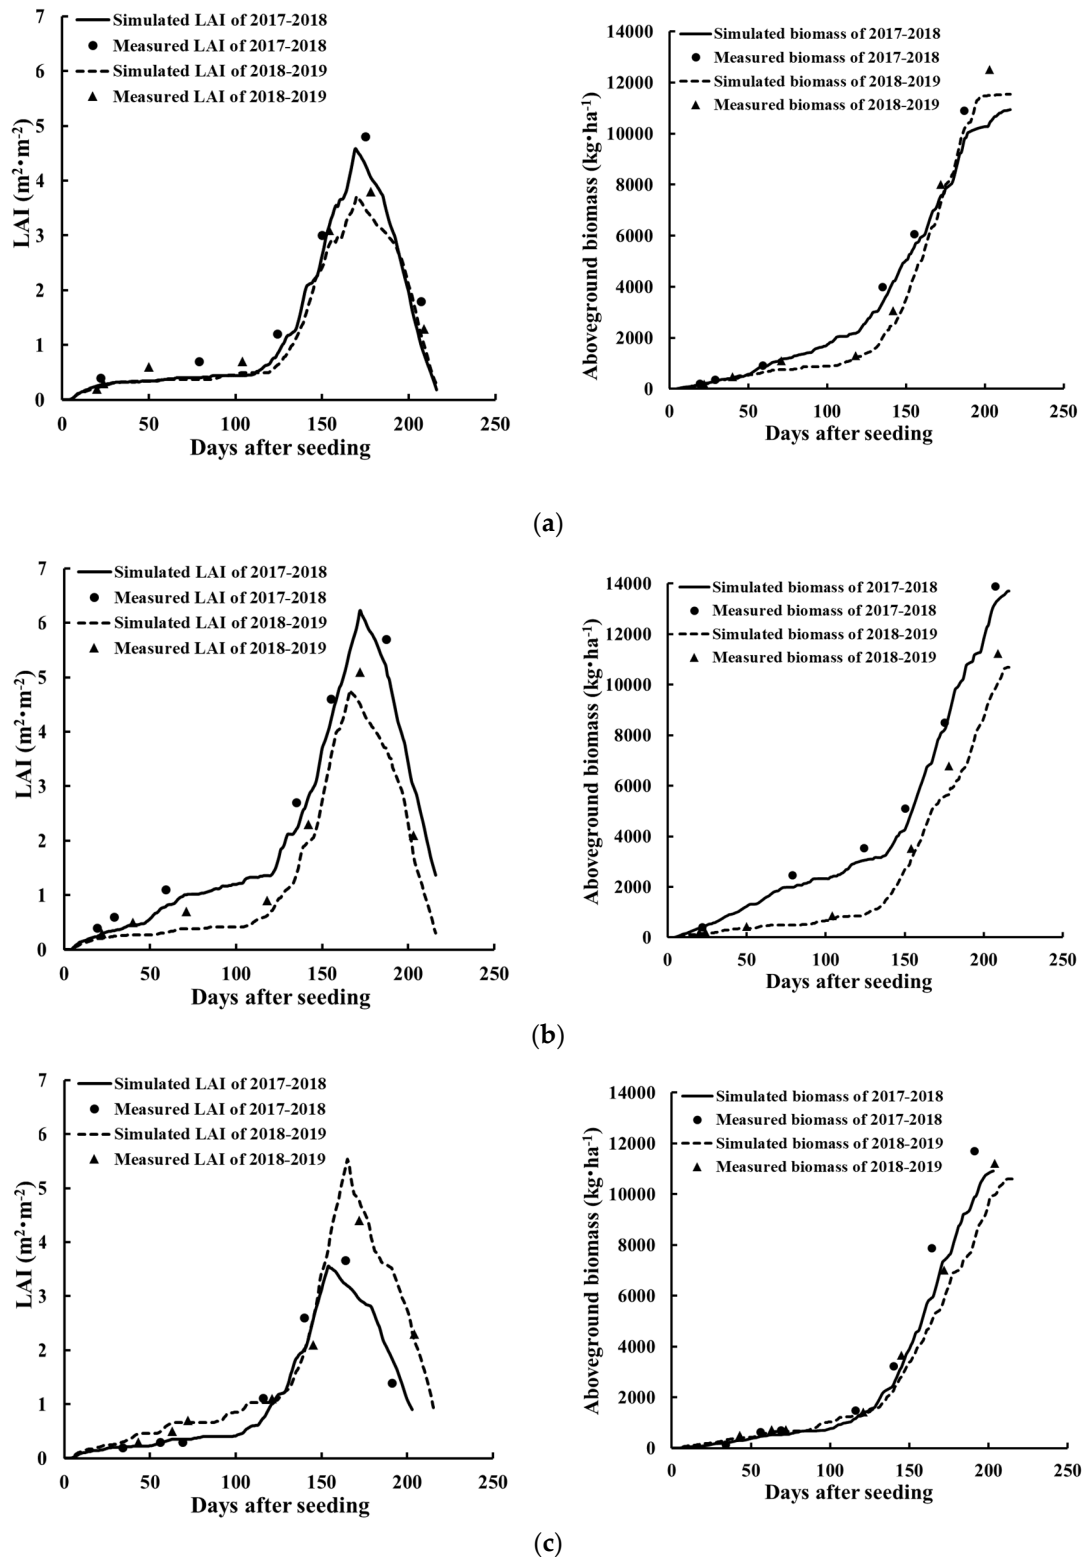 Simulated LAI of 2017-2018
Measured LAI of 2017-2018
Simulated LAI of 2018-2019
Measured LAI of 2018-2019
7
6
5
4
3
2
1
0
LAI (m²•m⁻²)
0 50 100 150 200 250
Days after seeding
Simulated biomass of 2017-2018
Measured biomass of 2017-2018
Simulated biomass of 2018-2019
Measured biomass of 2018-2019
14000
12000
10000
8000
6000
4000
2000
0
Aboveground biomass (kg•ha⁻¹)
0 50 100 150 200 250
Days after seeding
(a)
Simulated LAI of 2017-2018
Measured LAI of 2017-2018
Simulated LAI of 2018-2019
Measured LAI of 2018-2019
7
6
5
4
3
2
1
0
LAI (m²•m⁻²)
0 50 100 150 200 250
Days after seeding
Simulated biomass of 2017-2018
Measured biomass of 2017-2018
Simulated biomass of 2018-2019
Measured biomass of 2018-2019
14000
12000
10000
8000
6000
4000
2000
0
Aboveground biomass (kg•ha⁻¹)
0 50 100 150 200 250
Days after seeding
(b)
Simulated LAI of 2017-2018
Measured LAI of 2017-2018
Simulated LAI of 2018-2019
Measured LAI of 2018-2019
7
6
5
4
3
2
1
0
LAI (m²•m⁻²)
0 50 100 150 200 250
Days after seeding
Simulated biomass of 2017-2018
Measured biomass of 2017-2018
Simulated biomass of 2018-2019
Measured biomass of 2018-2019
14000
12000
10000
8000
6000
4000
2000
0
Aboveground biomass (kg•ha⁻¹)
0 50 100 150 200 250
Days after seeding
(c)